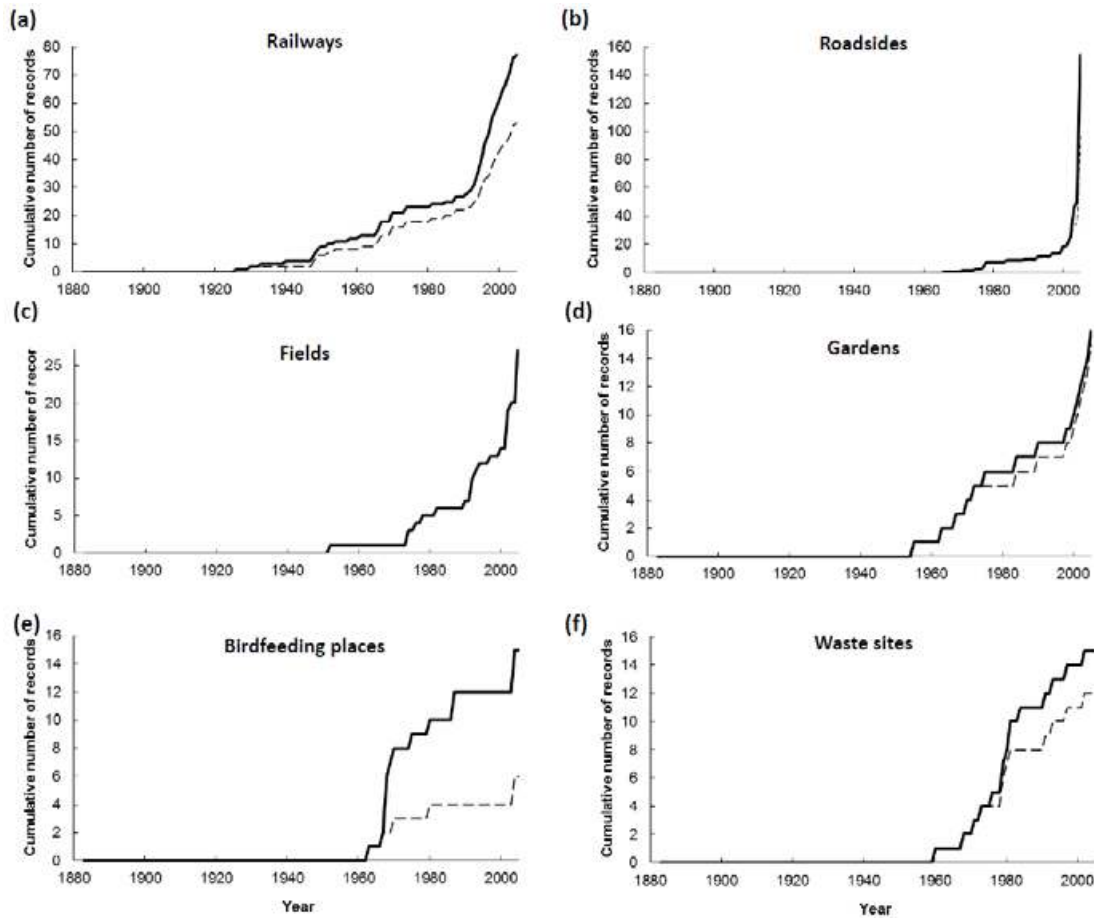 (a)
Railways
Cumulative number of records
80
70
60
50
40
30
20
10
0
1880 1900 1920 1940 1960 1980 2000
(b)
Roadsides
Cumulative number of records
160
140
120
100
80
60
40
20
0
1880 1900 1920 1940 1960 1980 2000
(c)
Fields
Cumulative number of recor
25
20
15
10
5
0
1880 1900 1920 1940 1960 1980 2000
(d)
Gardens
Cumulative number of records
16
14
12
10
8
6
4
2
0
1880 1900 1920 1940 1960 1980 2000
(e)
Birdfeeding places
Cumulative number of records
16
14
12
10
8
6
4
2
0
1880 1900 1920 1940 1960 1980 2000
Year
(f)
Waste sites
Cumulative number of records
16
14
12
10
8
6
4
2
0
1880 1900 1920 1940 1960 1980 2000
Year